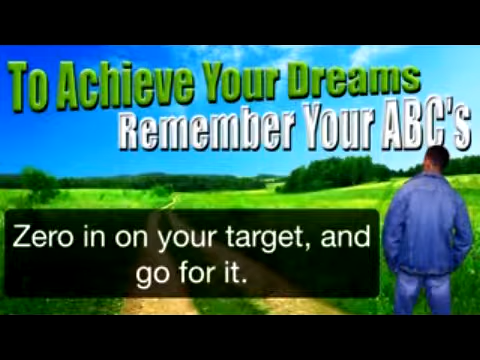 To Achieve Your Dreams
Remember Your ABC's
Zero in on your target, and
go for it.